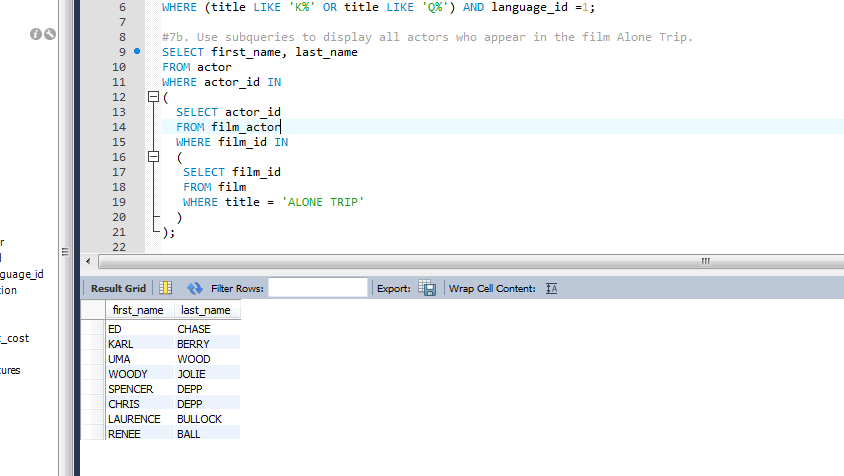 6 WHERE (title LIKE 'K%' OR title LIKE 'Q%') AND language_id =1;
7
8 #7b. Use subqueries to display all actors who appear in the film Alone Trip.
9 SELECT first_name, last_name
10 FROM actor
11 WHERE actor_id IN
12 (
13 SELECT actor_id
14 FROM film_actor
15 WHERE film_id IN
16 (
17 SELECT film_id
18 FROM film
19 WHERE title = 'ALONE TRIP'
20 )
21 );
22
r
d
guage_id
tion
t_cost
tures
Result Grid Filter Rows: Export: Wrap Cell Content:
first_name last_name
ED CHASE
KARL BERRY
UMA WOOD
WOODY JOLIE
SPENCER DEPP
CHRIS DEPP
LAURENCE BULLOCK
RENEE BALL